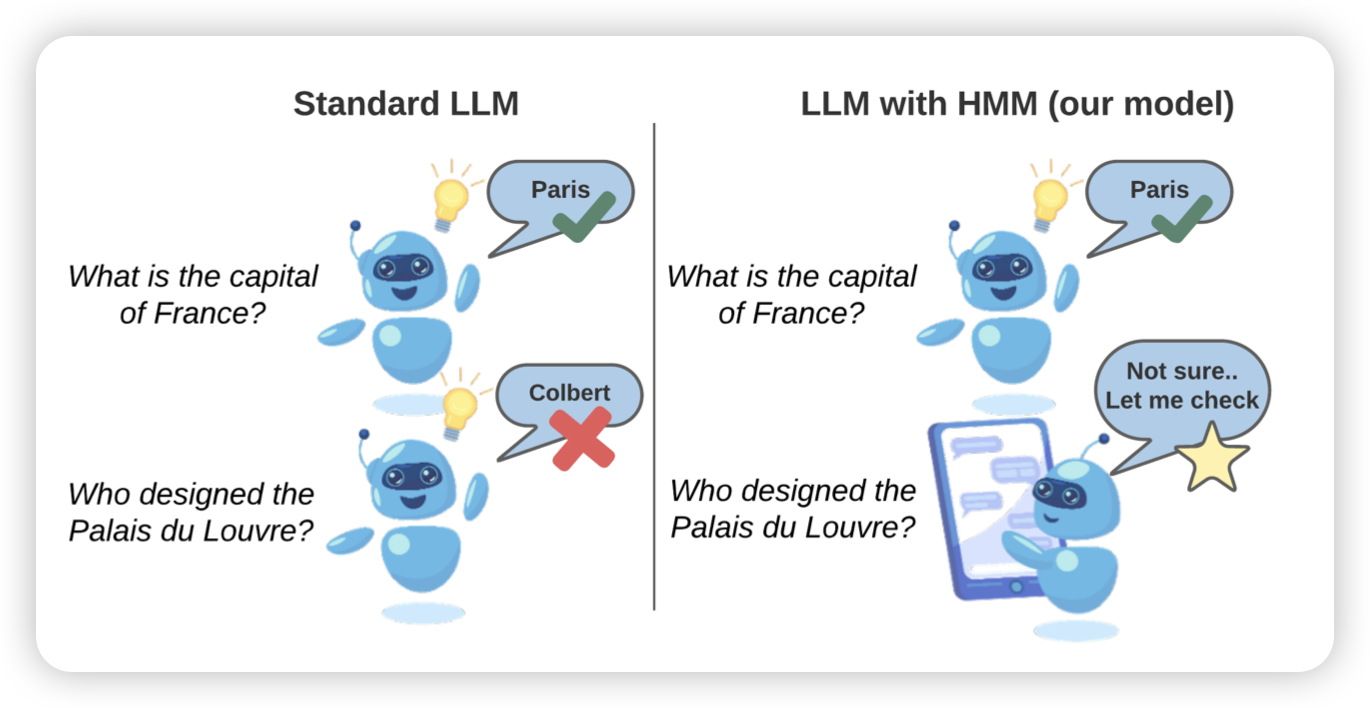 Standard LLM
What is the capital
of France?
Paris
Who designed the
Palais du Louvre?
Colbert
LLM with HMM (our model)
What is the capital
of France?
Paris
Who designed the
Palais du Louvre?
Not sure..
Let me check